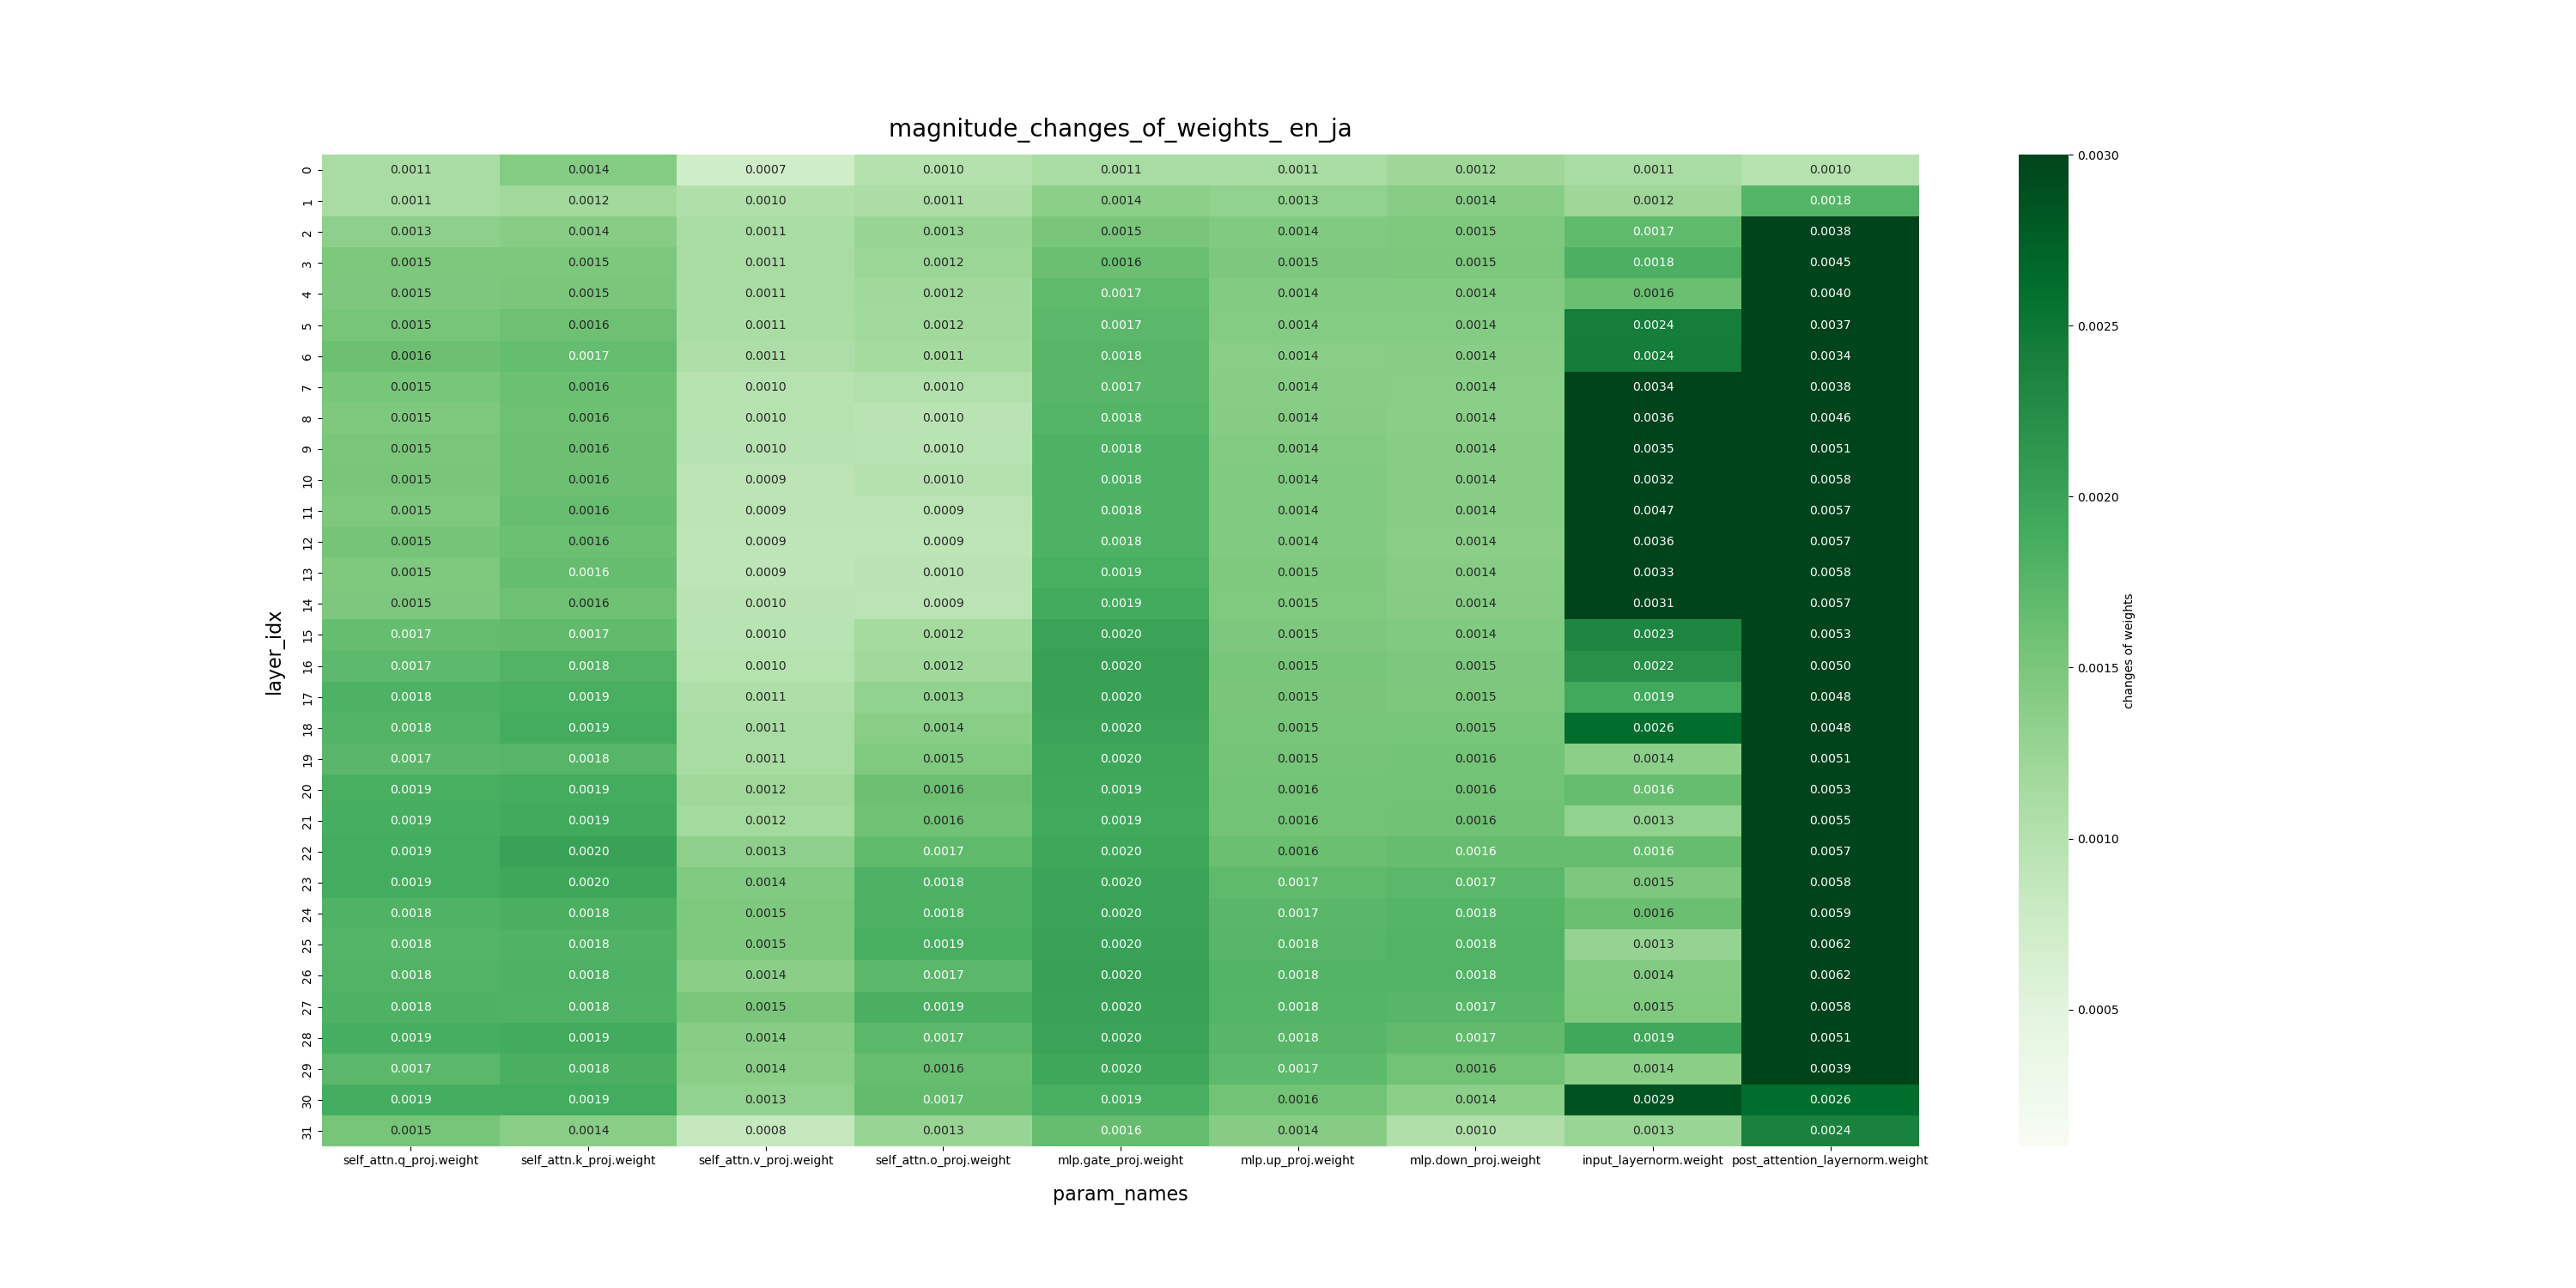 magnitude_changes_of_weights_ en_ja
0 0.0011 0.0014 0.0007 0.0010 0.0011 0.0011 0.0012 0.0011 0.0010
1 0.0011 0.0012 0.0010 0.0011 0.0014 0.0013 0.0014 0.0012 0.0018
2 0.0013 0.0014 0.0011 0.0013 0.0015 0.0014 0.0015 0.0017 0.0038
3 0.0015 0.0015 0.0011 0.0012 0.0016 0.0015 0.0015 0.0018 0.0045
4 0.0015 0.0015 0.0011 0.0012 0.0017 0.0014 0.0014 0.0016 0.0040
5 0.0015 0.0016 0.0011 0.0012 0.0017 0.0014 0.0014 0.0024 0.0037
6 0.0016 0.0017 0.0011 0.0011 0.0018 0.0014 0.0014 0.0024 0.0034
7 0.0015 0.0016 0.0010 0.0010 0.0017 0.0014 0.0014 0.0034 0.0038
8 0.0015 0.0016 0.0010 0.0010 0.0018 0.0014 0.0014 0.0036 0.0046
9 0.0015 0.0016 0.0010 0.0010 0.0018 0.0014 0.0014 0.0035 0.0051
10 0.0015 0.0016 0.0009 0.0010 0.0018 0.0014 0.0014 0.0032 0.0058
11 0.0015 0.0016 0.0009 0.0009 0.0018 0.0014 0.0014 0.0047 0.0057
12 0.0015 0.0016 0.0009 0.0009 0.0018 0.0014 0.0014 0.0036 0.0057
13 0.0015 0.0016 0.0009 0.0010 0.0019 0.0015 0.0014 0.0033 0.0058
14 0.0015 0.0016 0.0010 0.0009 0.0019 0.0015 0.0014 0.0031 0.0057
15 0.0017 0.0017 0.0010 0.0012 0.0020 0.0015 0.0014 0.0023 0.0053
16 0.0017 0.0018 0.0010 0.0012 0.0020 0.0015 0.0015 0.0022 0.0050
17 0.0018 0.0019 0.0011 0.0013 0.0020 0.0015 0.0015 0.0019 0.0048
18 0.0018 0.0019 0.0011 0.0014 0.0020 0.0015 0.0015 0.0026 0.0048
19 0.0017 0.0018 0.0011 0.0015 0.0020 0.0015 0.0016 0.0014 0.0051
20 0.0019 0.0019 0.0012 0.0016 0.0019 0.0016 0.0016 0.0016 0.0053
21 0.0019 0.0019 0.0012 0.0016 0.0019 0.0016 0.0016 0.0013 0.0055
22 0.0019 0.0020 0.0013 0.0017 0.0020 0.0016 0.0016 0.0016 0.0057
23 0.0019 0.0020 0.0014 0.0018 0.0020 0.0017 0.0017 0.0015 0.0058
24 0.0018 0.0018 0.0015 0.0018 0.0020 0.0017 0.0018 0.0016 0.0059
25 0.0018 0.0018 0.0015 0.0019 0.0020 0.0018 0.0018 0.0013 0.0062
26 0.0018 0.0018 0.0014 0.0017 0.0020 0.0018 0.0018 0.0014 0.0062
27 0.0018 0.0018 0.0015 0.0019 0.0020 0.0018 0.0017 0.0015 0.0058
28 0.0019 0.0019 0.0014 0.0017 0.0020 0.0018 0.0017 0.0019 0.0051
29 0.0017 0.0018 0.0014 0.0016 0.0020 0.0017 0.0016 0.0014 0.0039
30 0.0019 0.0019 0.0013 0.0017 0.0019 0.0016 0.0014 0.0029 0.0026
31 0.0015 0.0014 0.0008 0.0013 0.0016 0.0014 0.0010 0.0013 0.0024
layer_idx
self_attn.q_proj.weight self_attn.k_proj.weight self_attn.v_proj.weight self_attn.o_proj.weight mlp.gate_proj.weight mlp.up_proj.weight mlp.down_proj.weight input_layernorm.weight post_attention_layernorm.weight
param_names
0.0030
0.0025
0.0020
0.0015
0.0010
0.0005
changes of weights